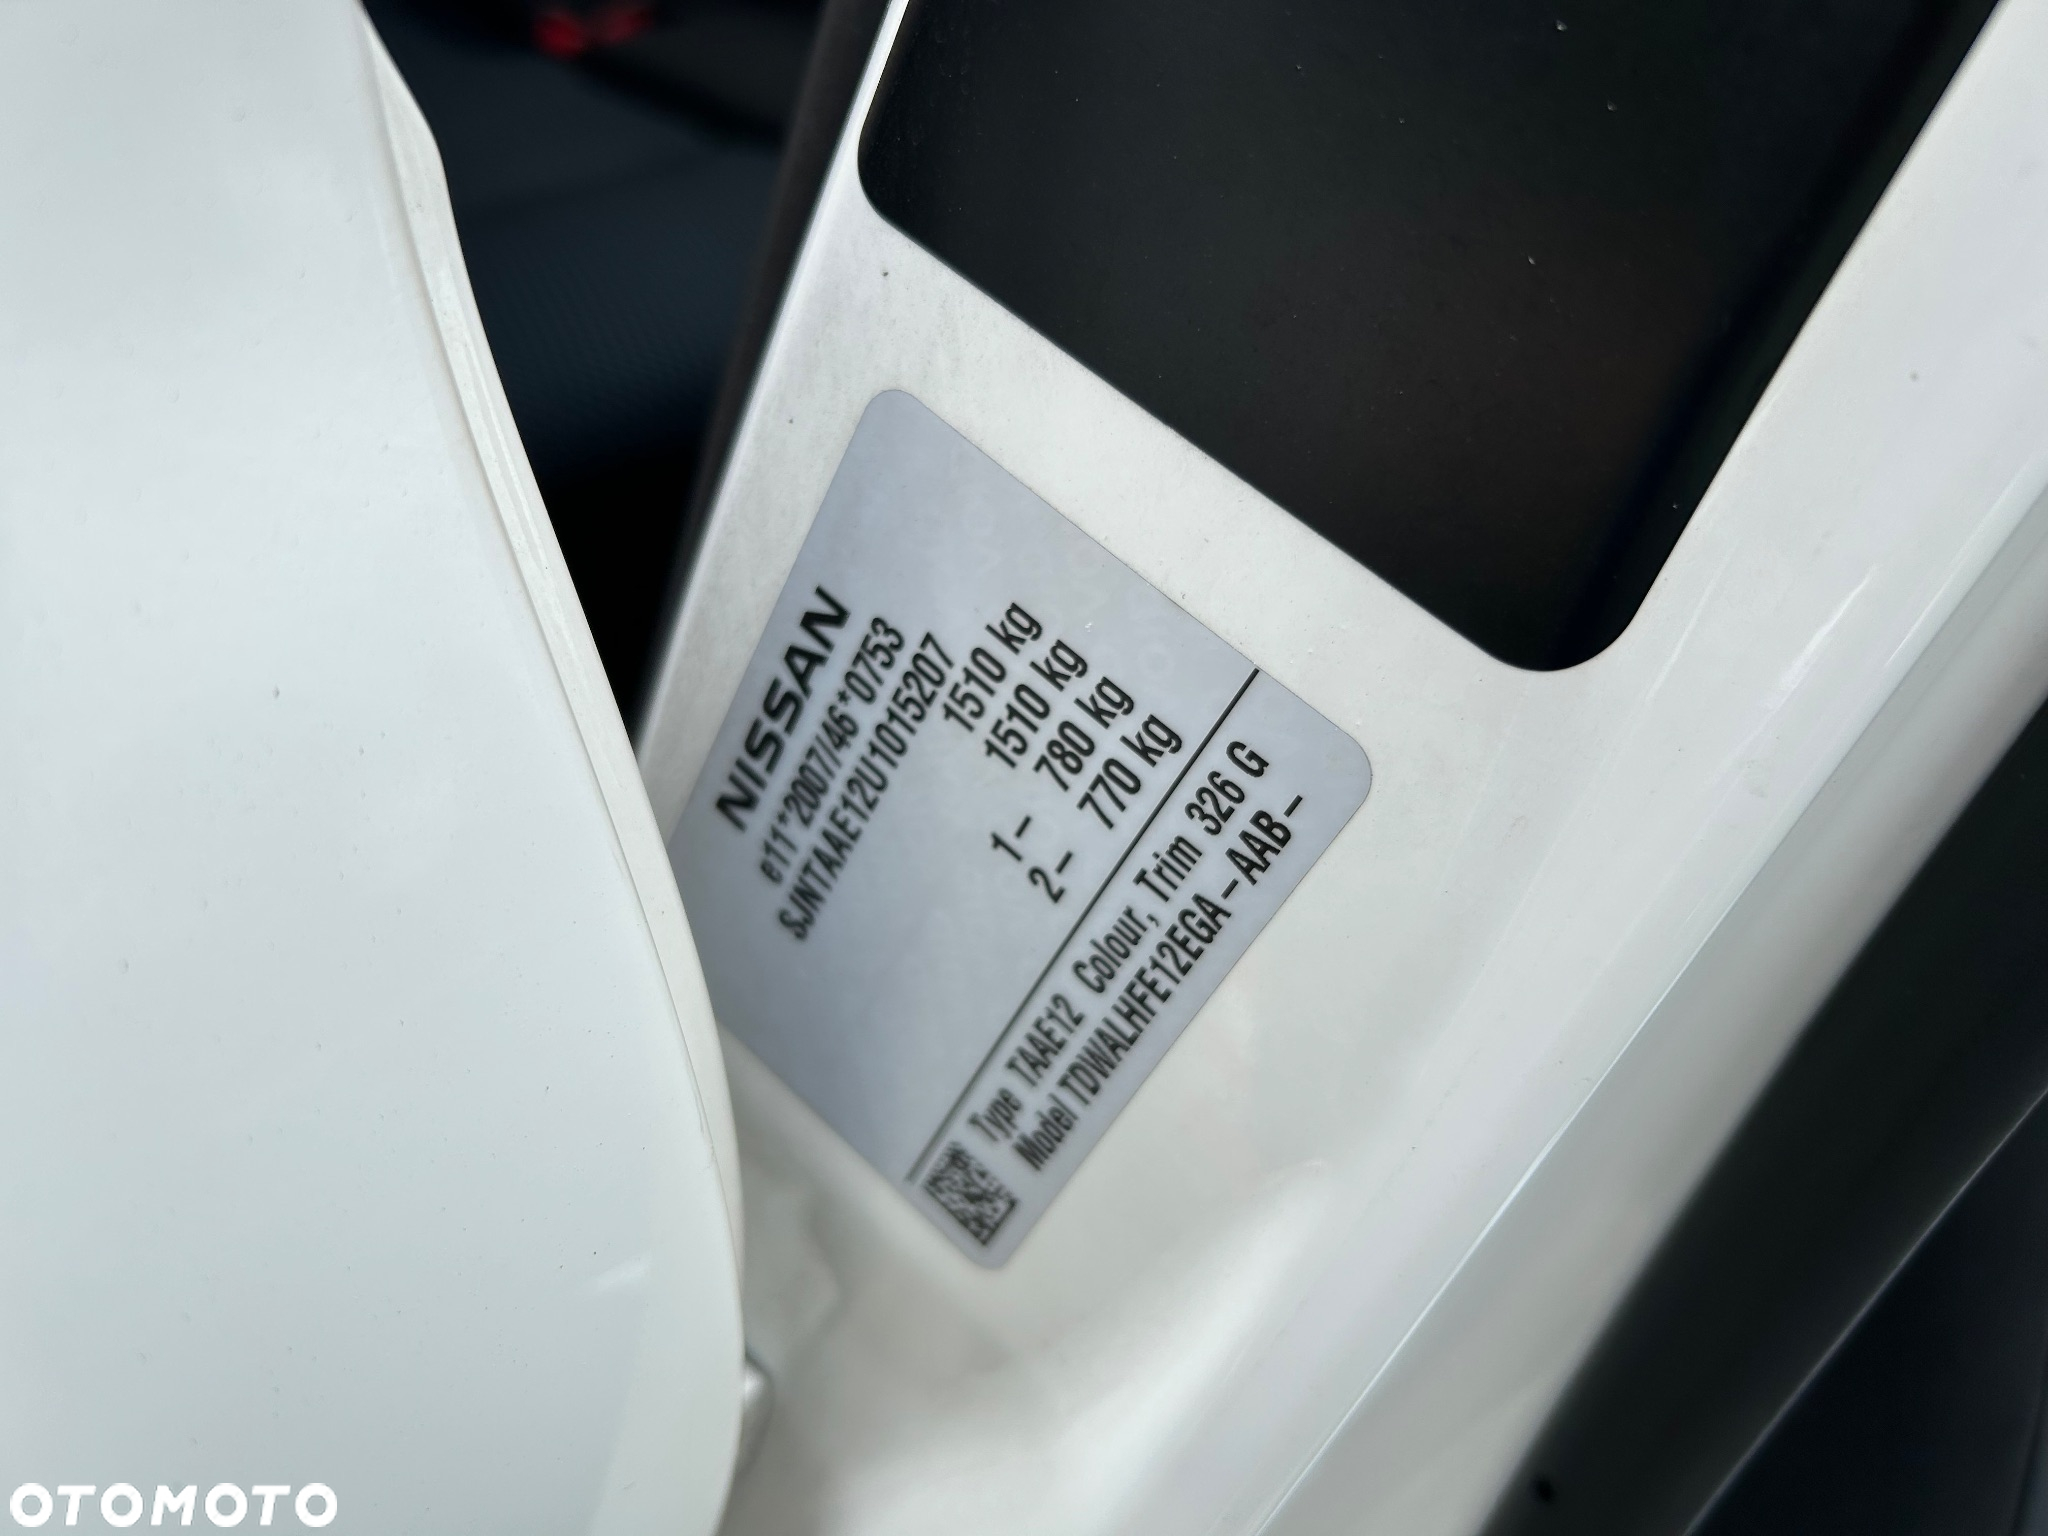 NISSAN
e11*2007/46*0753
SJNTAAE12U1015207
1510 kg
1510 kg
1– 780 kg
2– 770 kg
Type TAAE12 Colour, Trim 326 G
Model TDWALHFE12EGA–AAB–
OTOMOTO